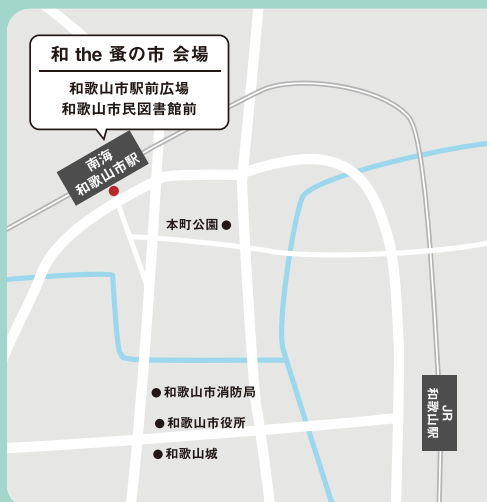 和 the 蚤の市 会場
和歌山市駅前広場
和歌山市民図書館前
南海
和歌山市駅
本町公園
和歌山市消防局
和歌山市役所
和歌山城
JR
和歌山駅